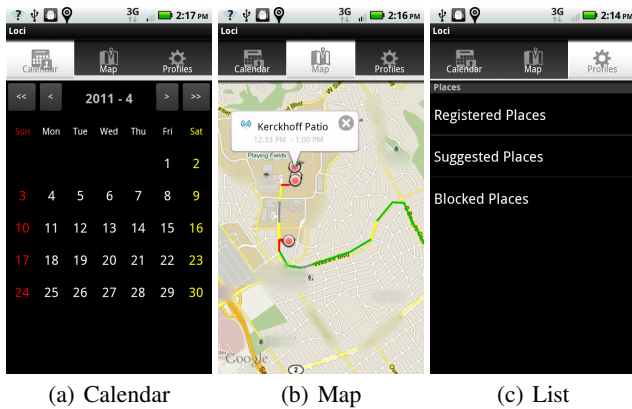 3G 2:17 PM
Loci
Calendar Map Profiles
<< < 2011 - 4 > >>
Sun Mon Tue Wed Thu Fri Sat
1 2
3 4 5 6 7 8 9
10 11 12 13 14 15 16
17 18 19 20 21 22 23
24 25 26 27 28 29 30
(a) Calendar
3G 2:16 PM
Loci
Calendar Map Profiles
Kerckhoff Patio
12:33 PM - 1:00 PM
Playing Fields
Wilshire Blvd
2
Google
(b) Map
3G 2:14 PM
Loci
Calendar Map Profiles
Places
Registered Places
Suggested Places
Blocked Places
(c) List